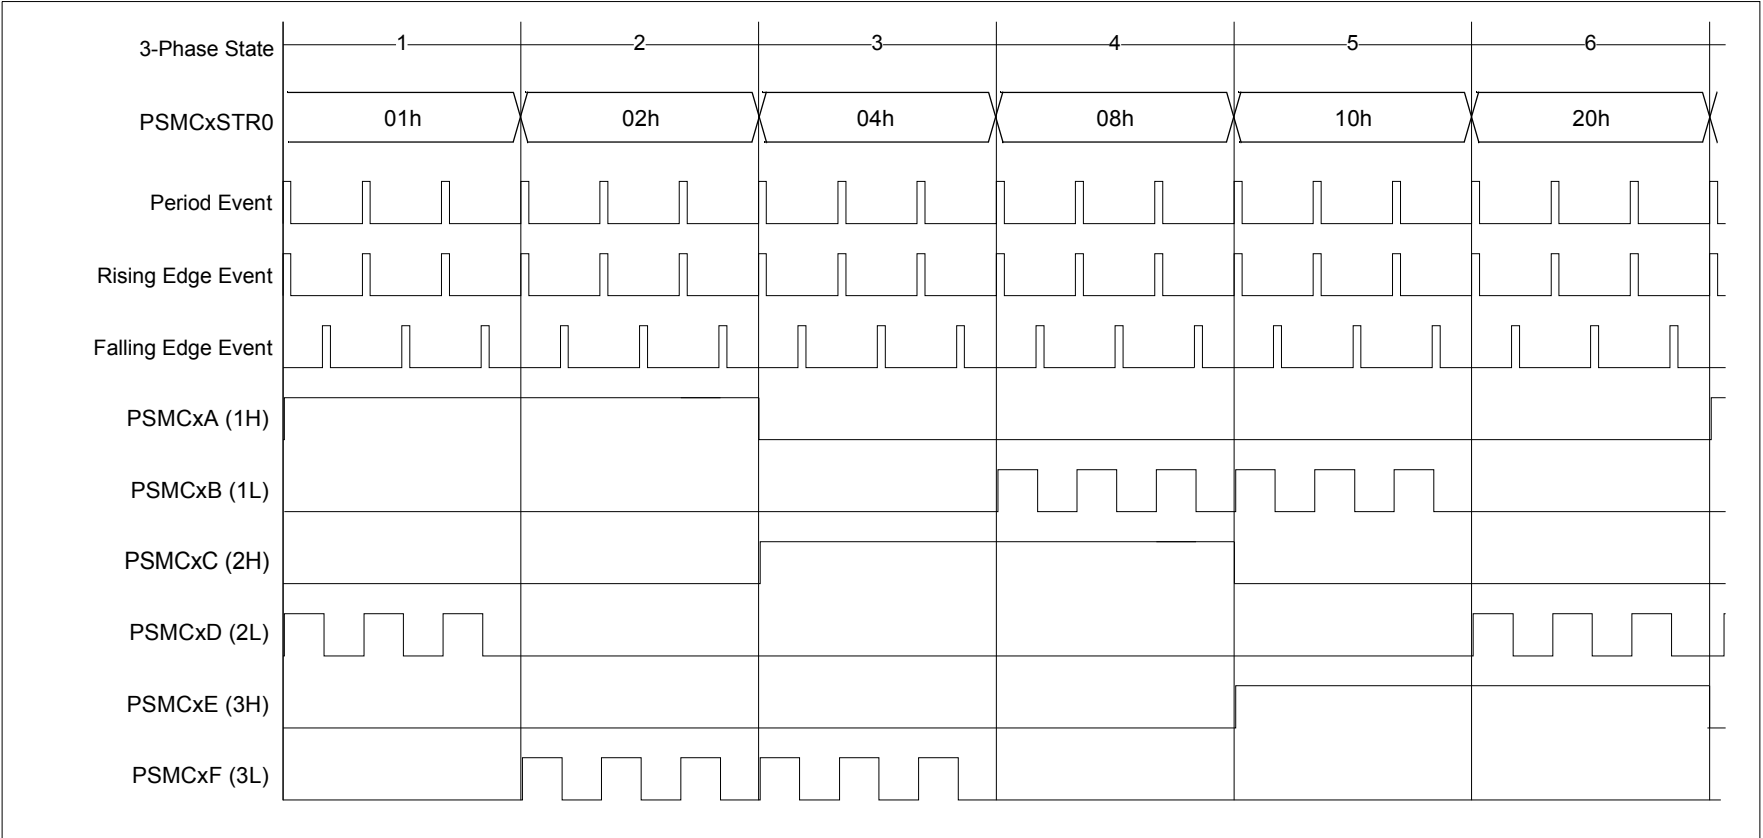 3-Phase State 1 2 3 4 5 6
PSMCxSTR0 01h 02h 04h 08h 10h 20h
Period Event
Rising Edge Event
Falling Edge Event
PSMCxA (1H)
PSMCxB (1L)
PSMCxC (2H)
PSMCxD (2L)
PSMCxE (3H)
PSMCxF (3L)